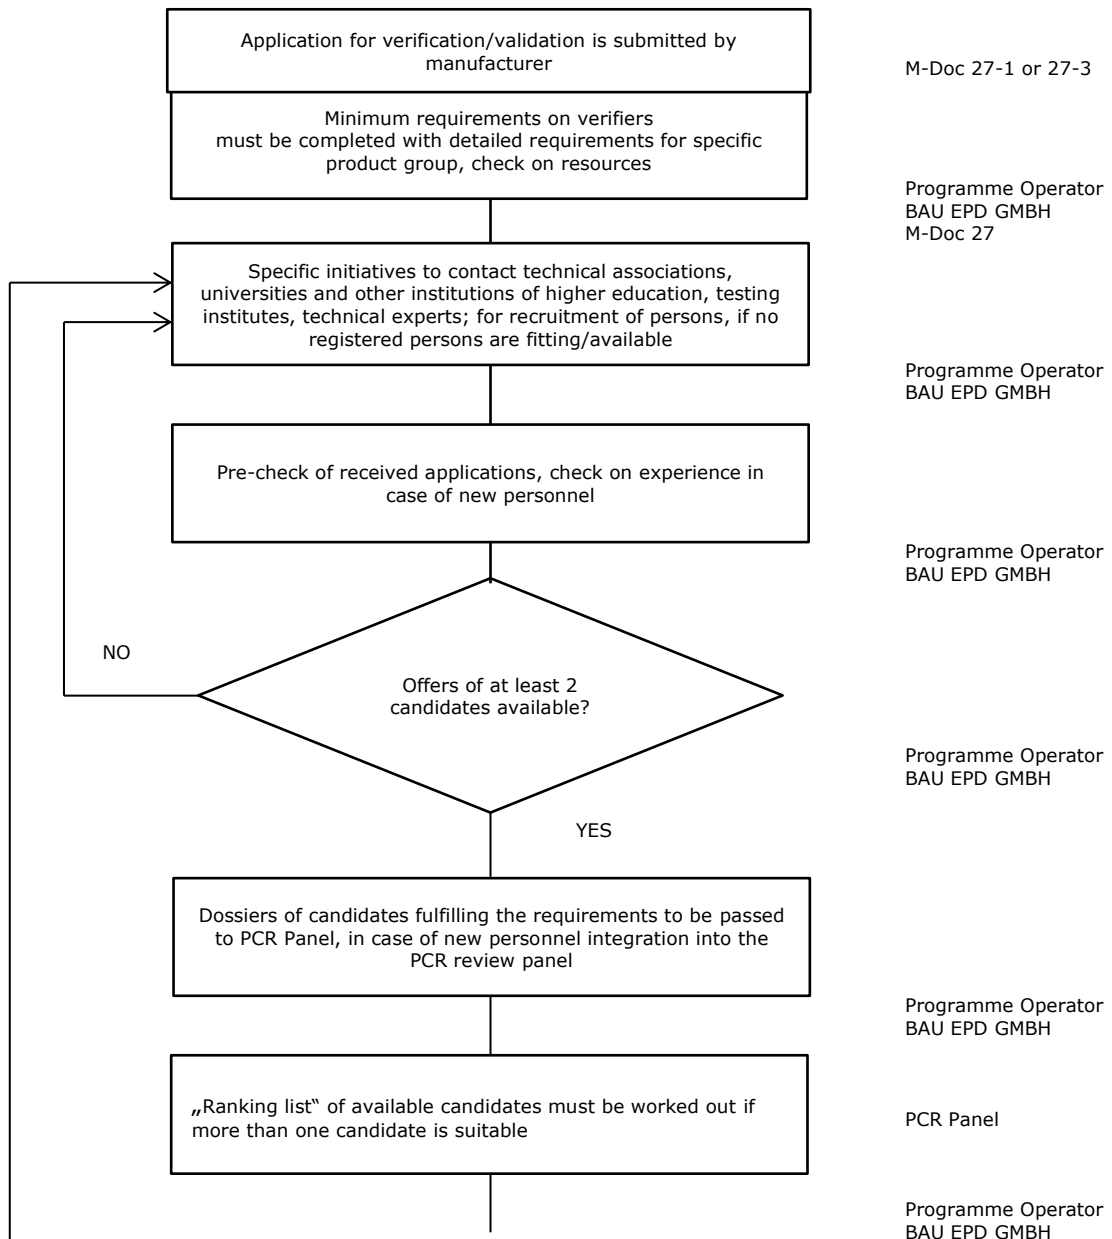 Application for verification/validation is submitted by
manufacturer
M-Doc 27-1 or 27-3
Minimum requirements on verifiers
must be completed with detailed requirements for specific
product group, check on resources
Programme Operator
BAU EPD GMBH
M-Doc 27
Specific initiatives to contact technical associations,
universities and other institutions of higher education, testing
institutes, technical experts; for recruitment of persons, if no
registered persons are fitting/available
Programme Operator
BAU EPD GMBH
Pre-check of received applications, check on experience in
case of new personnel
Programme Operator
BAU EPD GMBH
NO
Offers of at least 2
candidates available?
Programme Operator
BAU EPD GMBH
YES
Dossiers of candidates fulfilling the requirements to be passed
to PCR Panel, in case of new personnel integration into the
PCR review panel
Programme Operator
BAU EPD GMBH
„Ranking list“ of available candidates must be worked out if
more than one candidate is suitable
PCR Panel
Programme Operator
BAU EPD GMBH